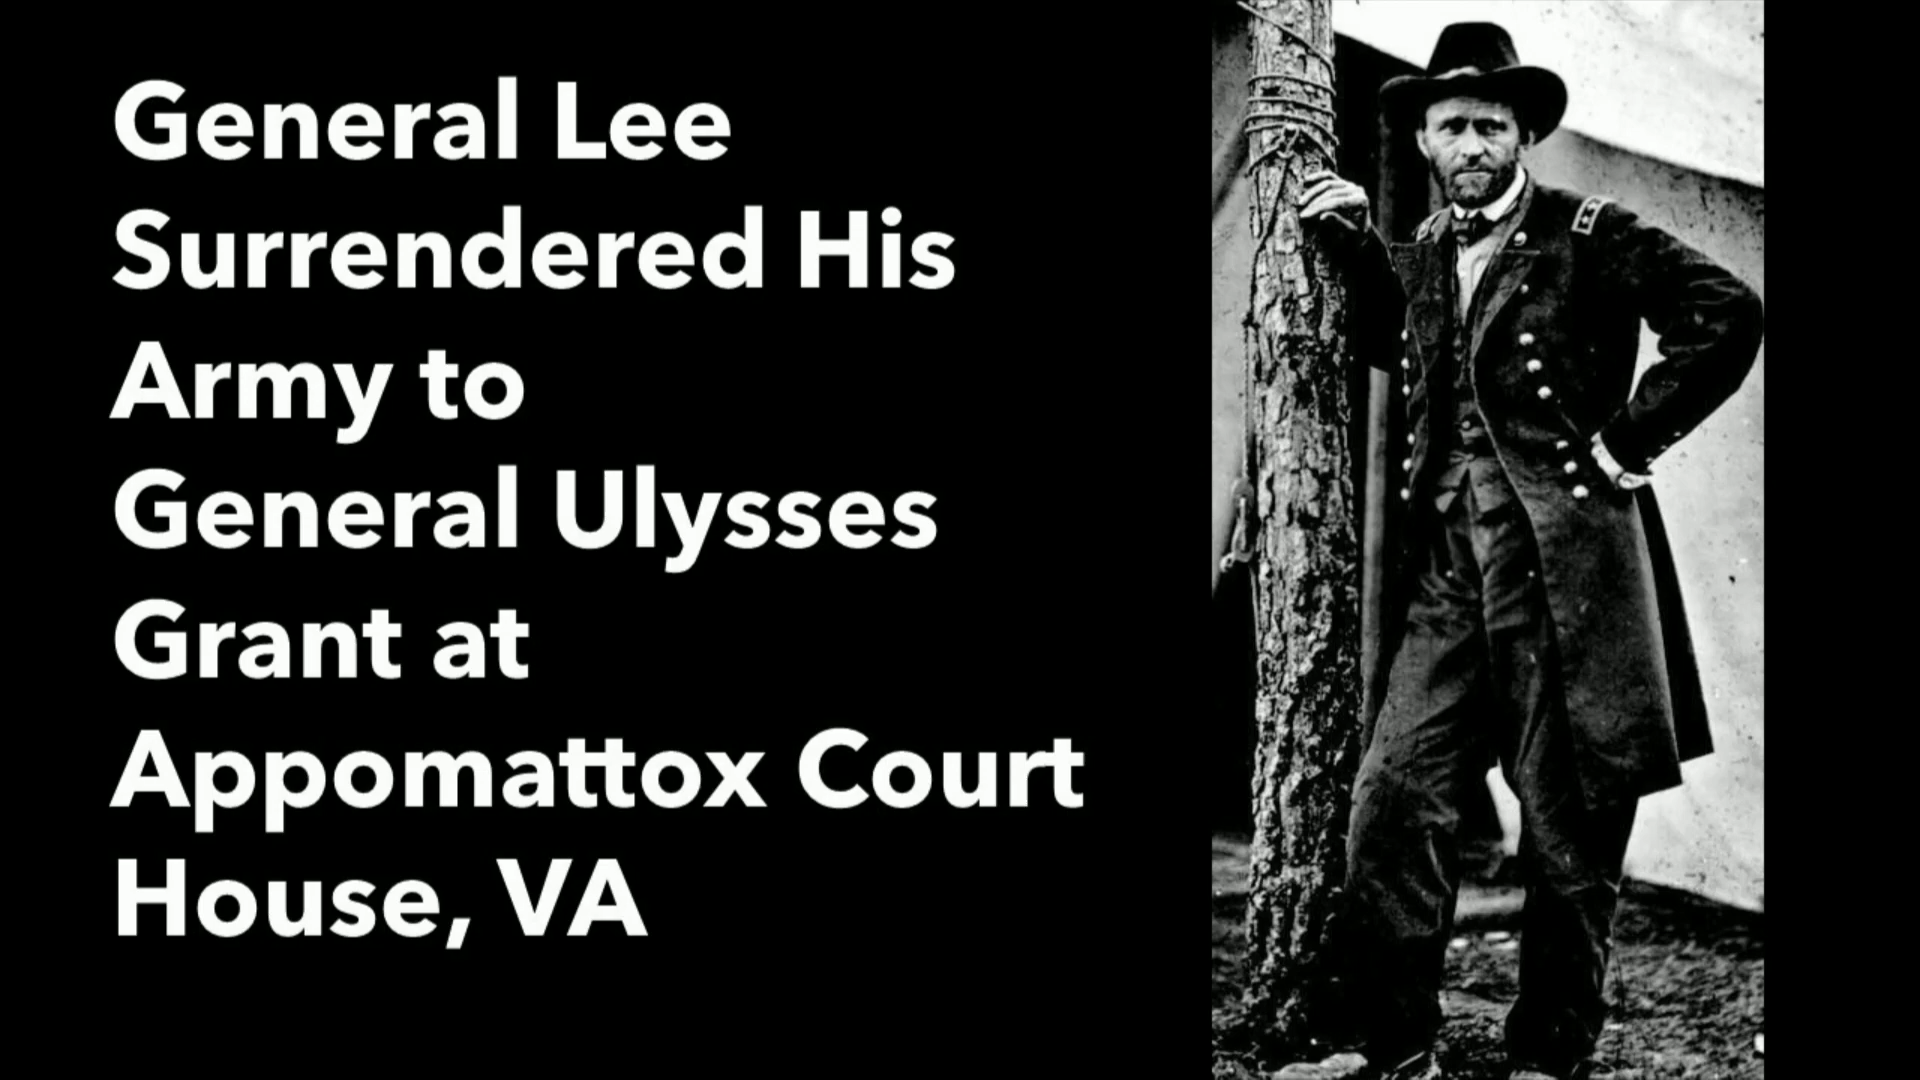 General Lee
Surrendered His
Army to
General Ulysses
Grant at
Appomattox Court
House, VA